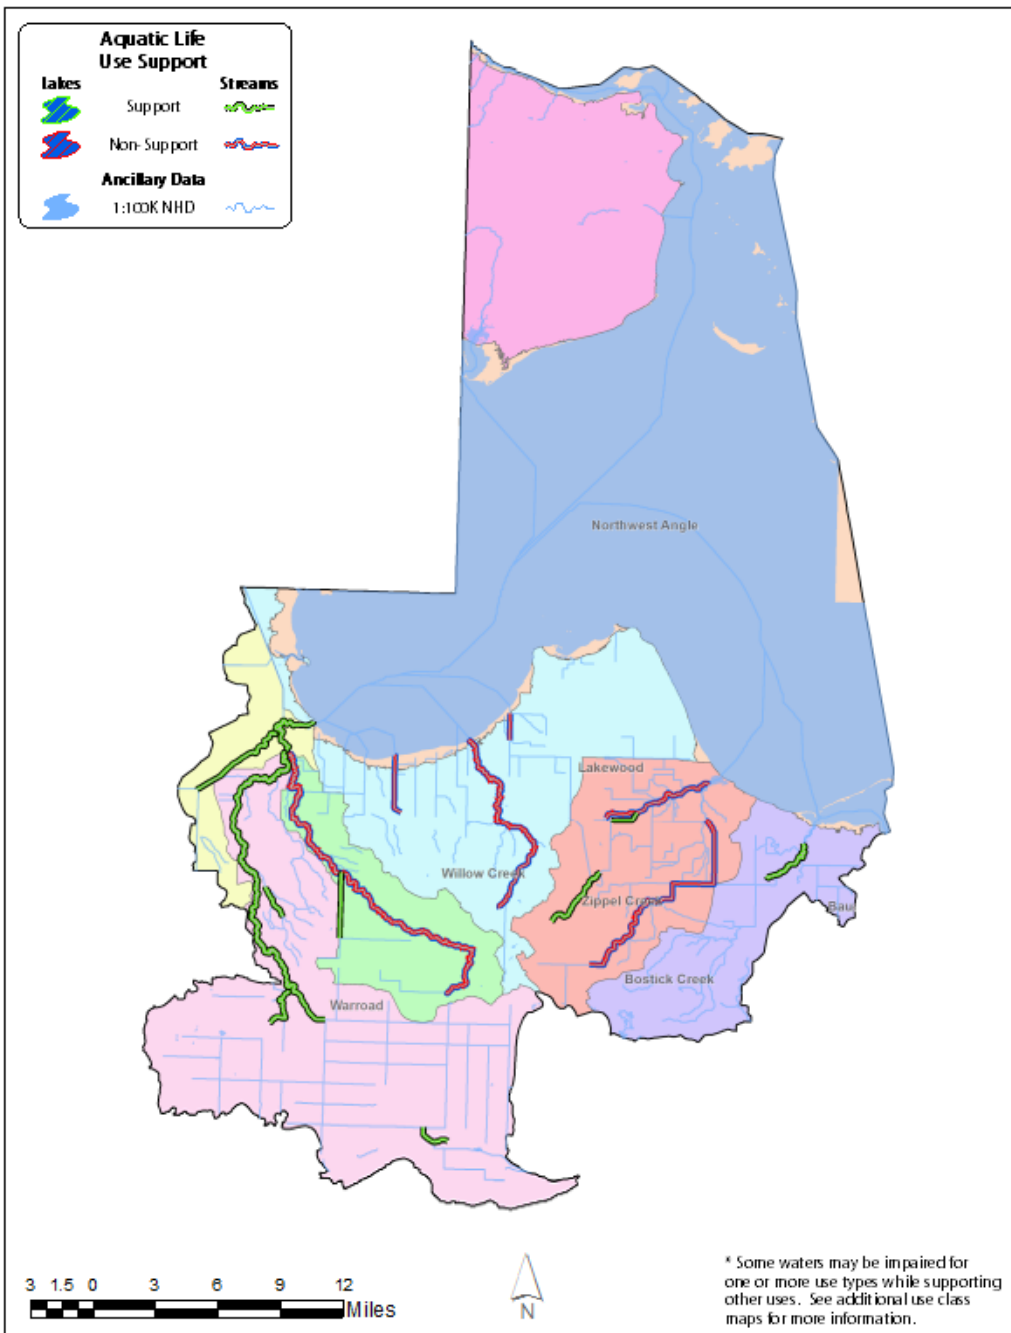 Aquatic Life
Use Support
Lakes
Streams
Support
Non-Support
Ancillary Data
1:100K NHD
Northwest Angle
Lakewood
Willow Creek
Zippel Creek
Bau
Bostick Creek
Warroad
3 1.5 0 3 6 9 12
Miles
N
* Some waters may be impaired for
one or more use types while supporting
other uses. See additional use class
maps for more information.